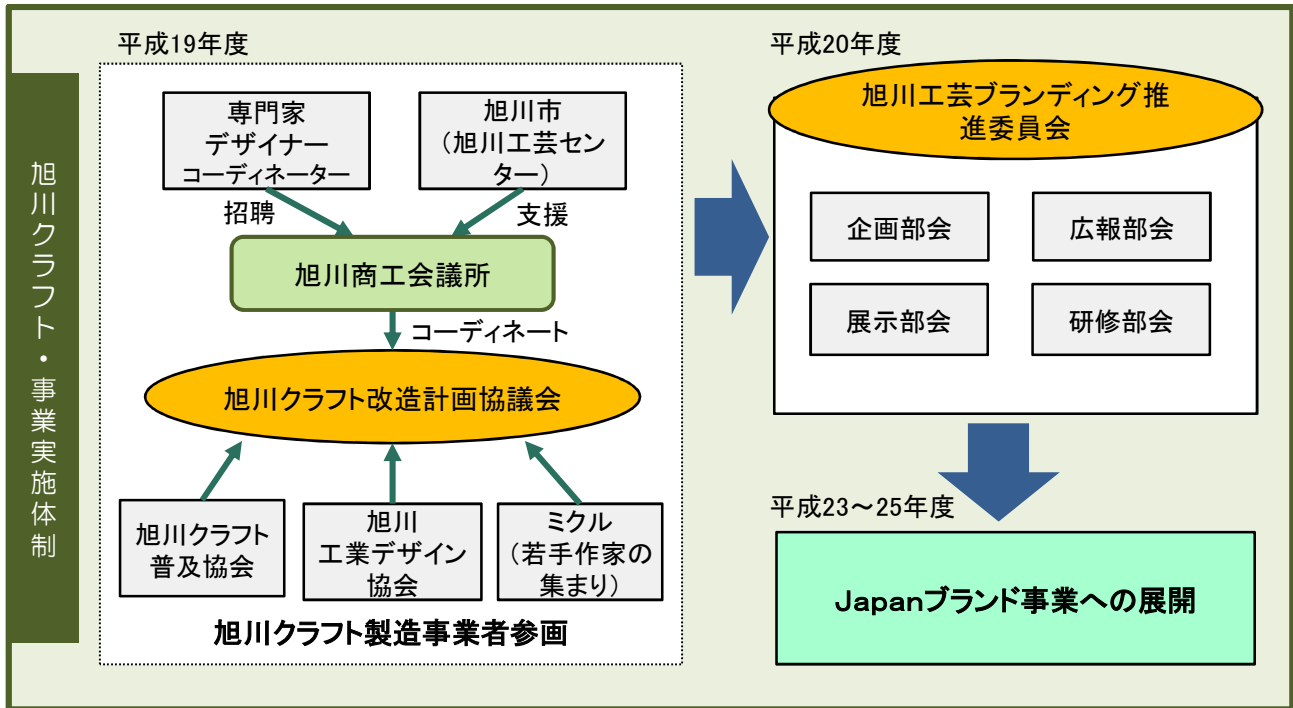 旭川クラフト・事業実施体制
平成19年度
専門家
デザイナー
コーディネーター
旭川市
（旭川工芸セン
ター）
招聘
支援
旭川商工会議所
コーディネート
旭川クラフト改造計画協議会
旭川クラフト
普及協会
旭川
工業デザイン
協会
ミクル
（若手作家の
集まり）
旭川クラフト製造事業者参画
平成20年度
旭川工芸ブランディング推
進委員会
企画部会
広報部会
展示部会
研修部会
平成23～25年度
Japanブランド事業への展開